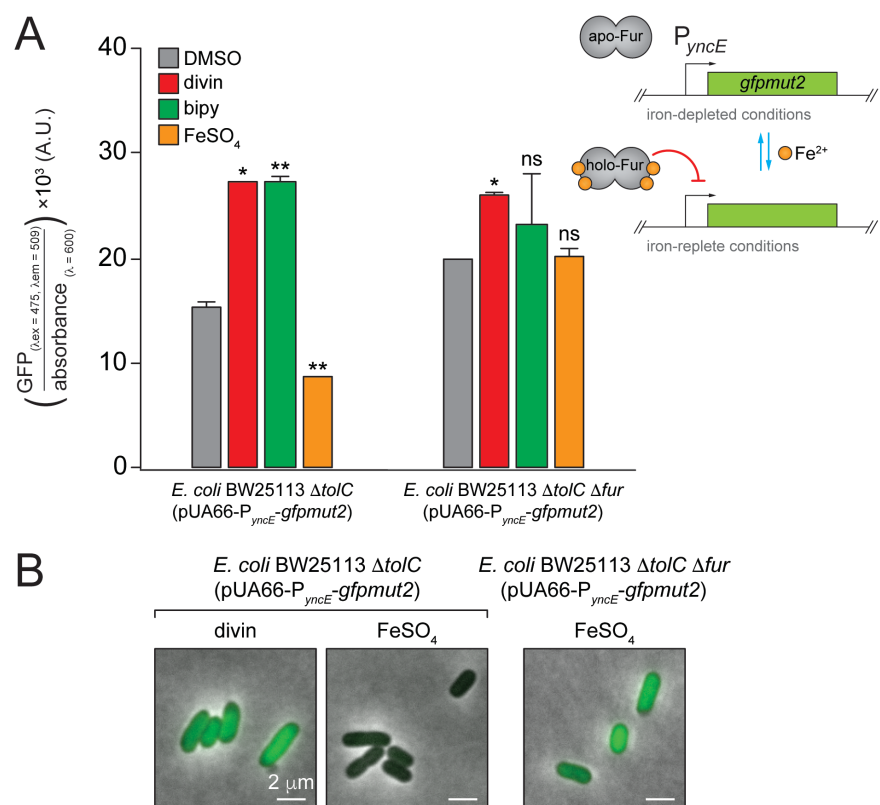 A
40
30
20
10
0
(GFP(λex = 475, λem = 509) / absorbance (λ = 600)) ×10³ (A.U.)
DMSO
divin
bipy
FeSO₄
*
**
**
*
ns
ns
E. coli BW25113 ΔtolC
(pUA66-PyncE-gfpmut2)
E. coli BW25113 ΔtolC Δfur
(pUA66-PyncE-gfpmut2)
apo-Fur
PyncE
gfpmut2
iron-depleted conditions
Fe²⁺
holo-Fur
iron-replete conditions
B
E. coli BW25113 ΔtolC
(pUA66-PyncE-gfpmut2)
E. coli BW25113 ΔtolC Δfur
(pUA66-PyncE-gfpmut2)
divin
FeSO₄
FeSO₄
2 μm